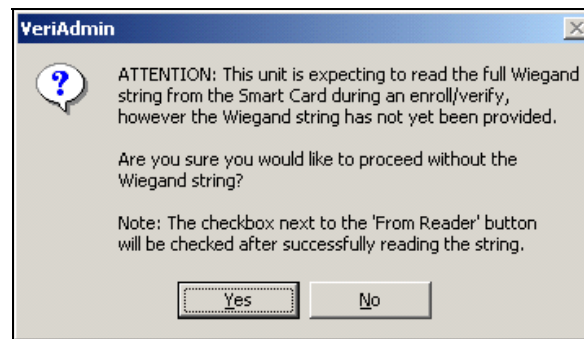 VeriAdmin
ATTENTION: This unit is expecting to read the full Wiegand
string from the Smart Card during an enroll/verify,
however the Wiegand string has not yet been provided.
Are you sure you would like to proceed without the
Wiegand string?
Note: The checkbox next to the 'From Reader' button
will be checked after successfully reading the string.
Yes
No